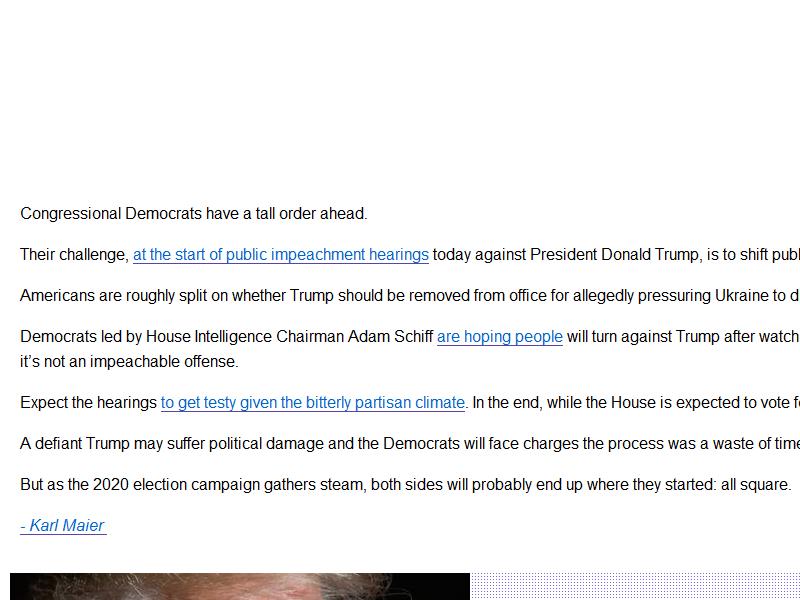 Congressional Democrats have a tall order ahead.
Their challenge, at the start of public impeachment hearings today against President Donald Trump, is to shift
Americans are roughly split on whether Trump should be removed from office for allegedly pressuring Ukraine to
Democrats led by House Intelligence Chairman Adam Schiff are hoping people will turn against Trump after
it’s not an impeachable offense.
Expect the hearings to get testy given the bitterly partisan climate. In the end, while the House is expected to vote
A defiant Trump may suffer political damage and the Democrats will face charges the process was a waste of time
But as the 2020 election campaign gathers steam, both sides will probably end up where they started: all square.
- Karl Maier